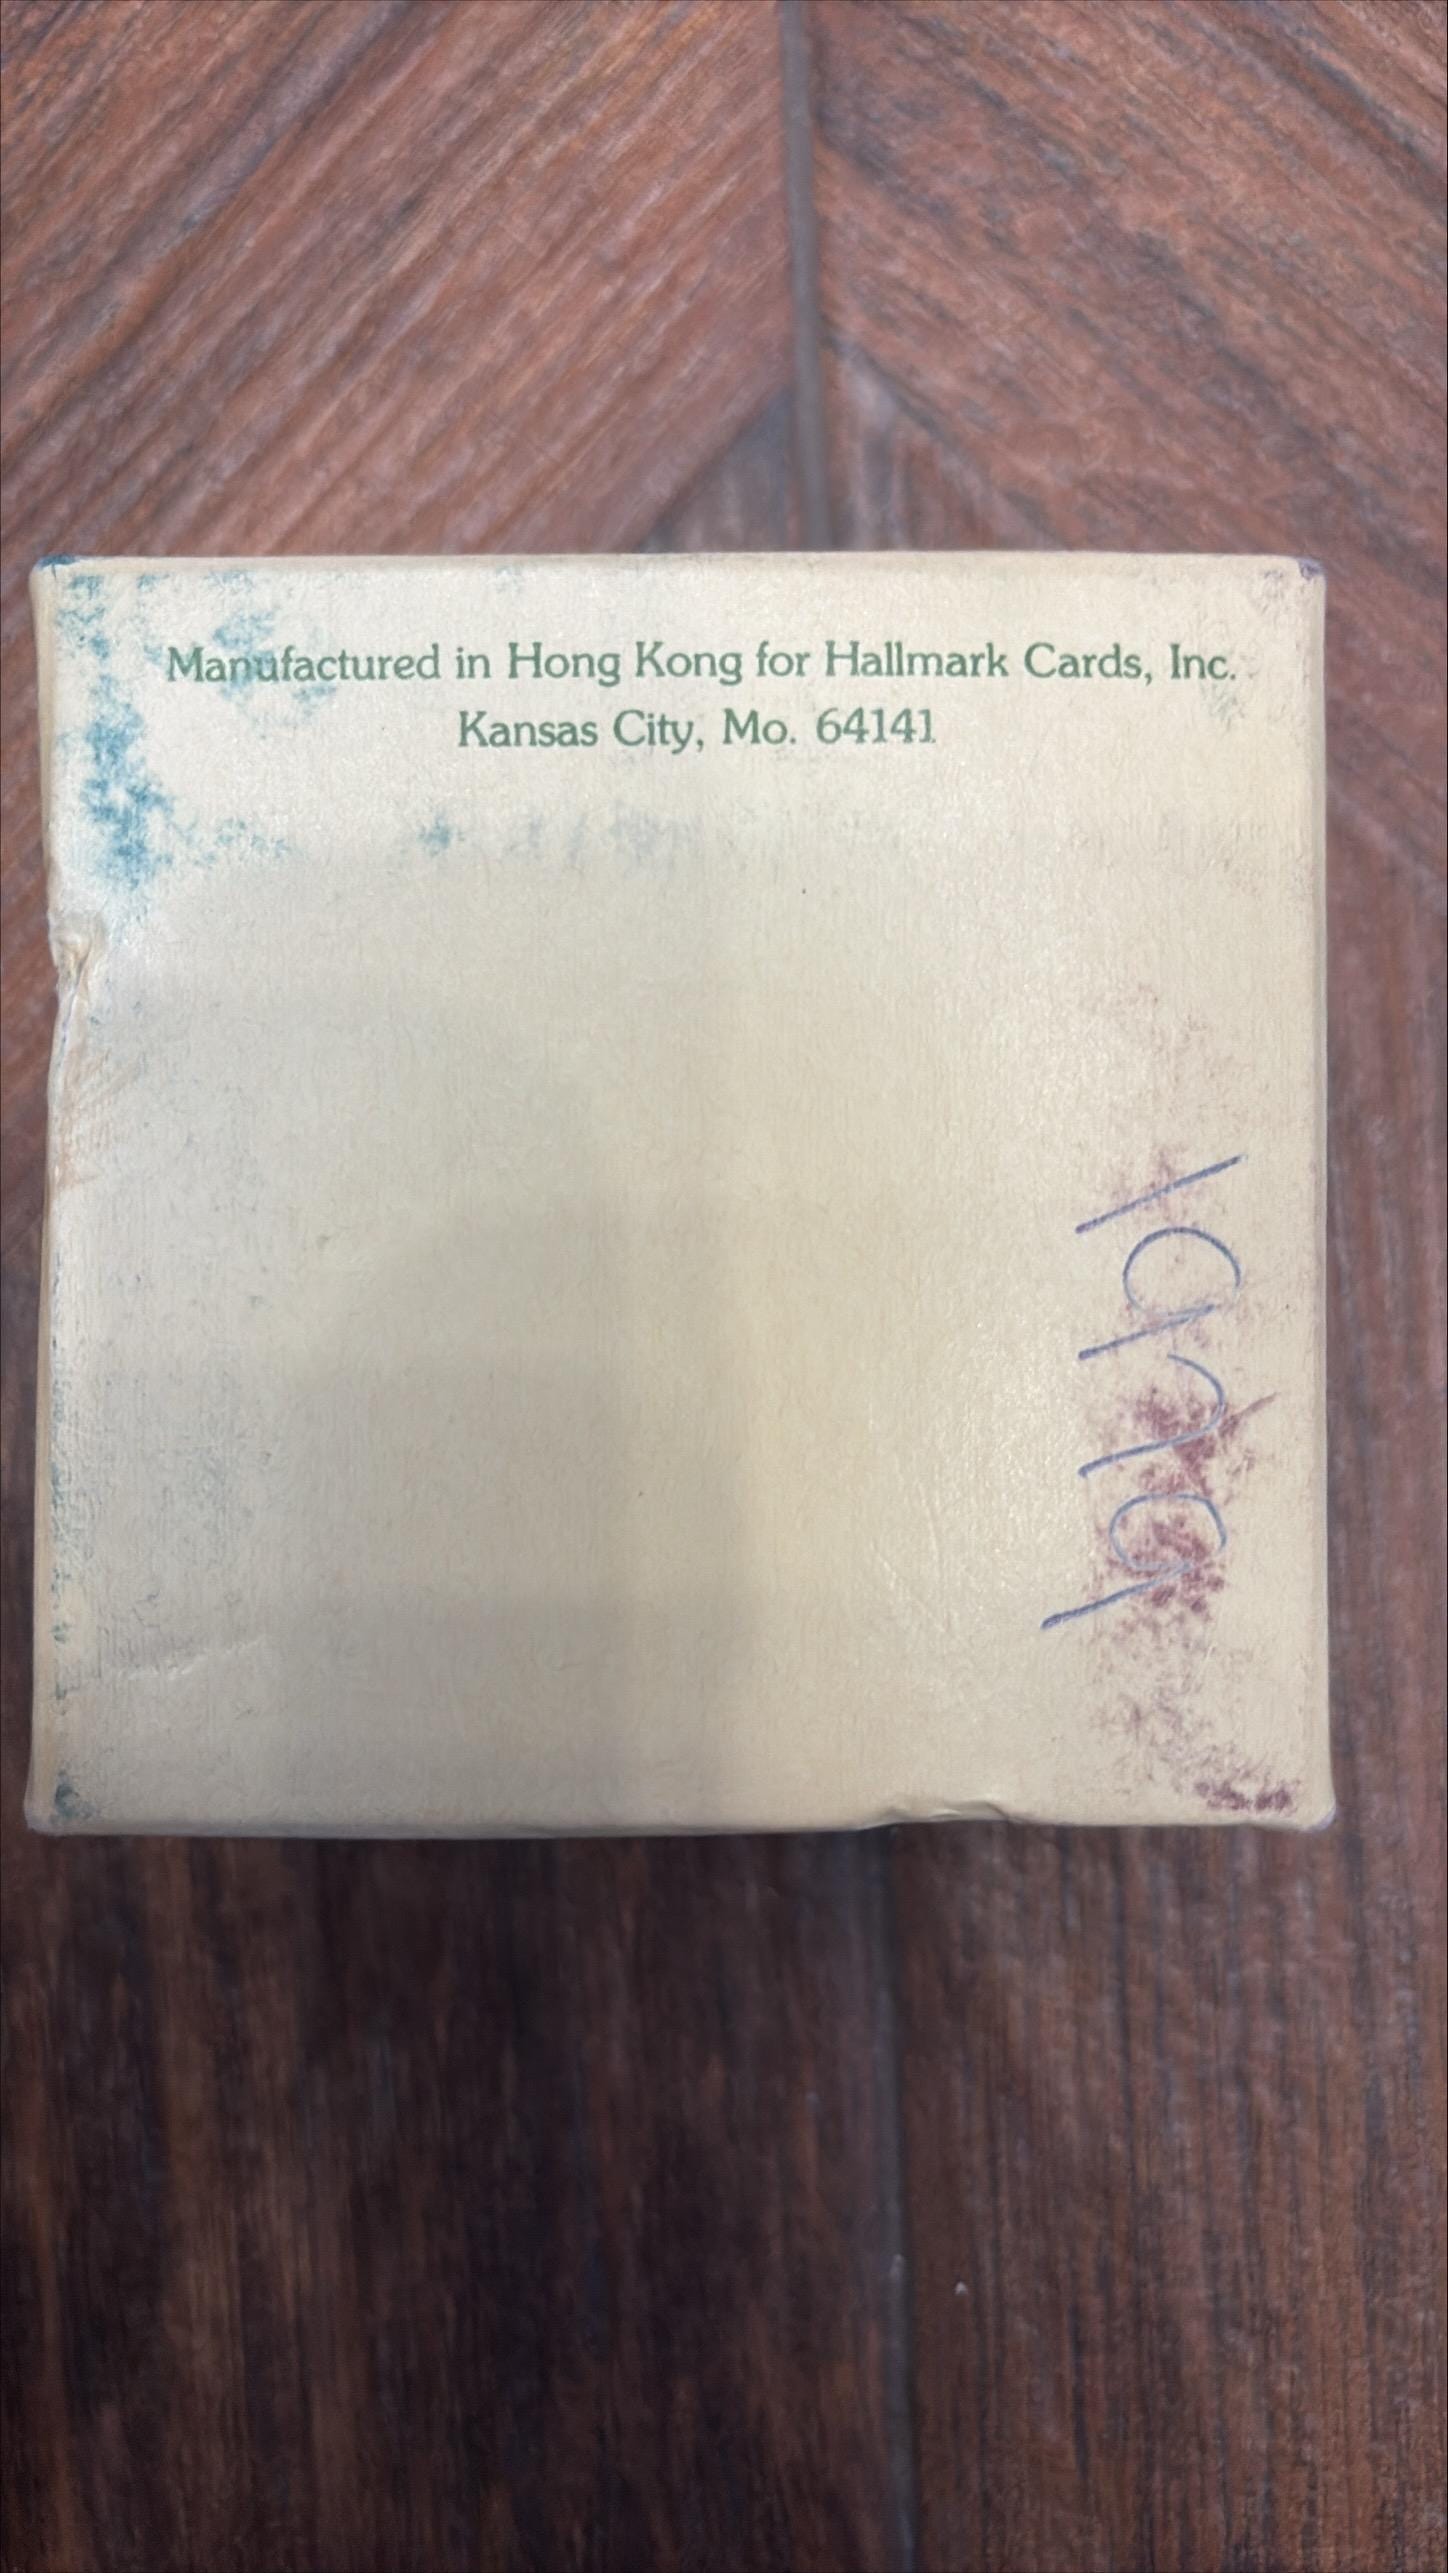 Manufactured in Hong Kong for Hallmark Cards, Inc.
Kansas City, Mo. 64141
1979